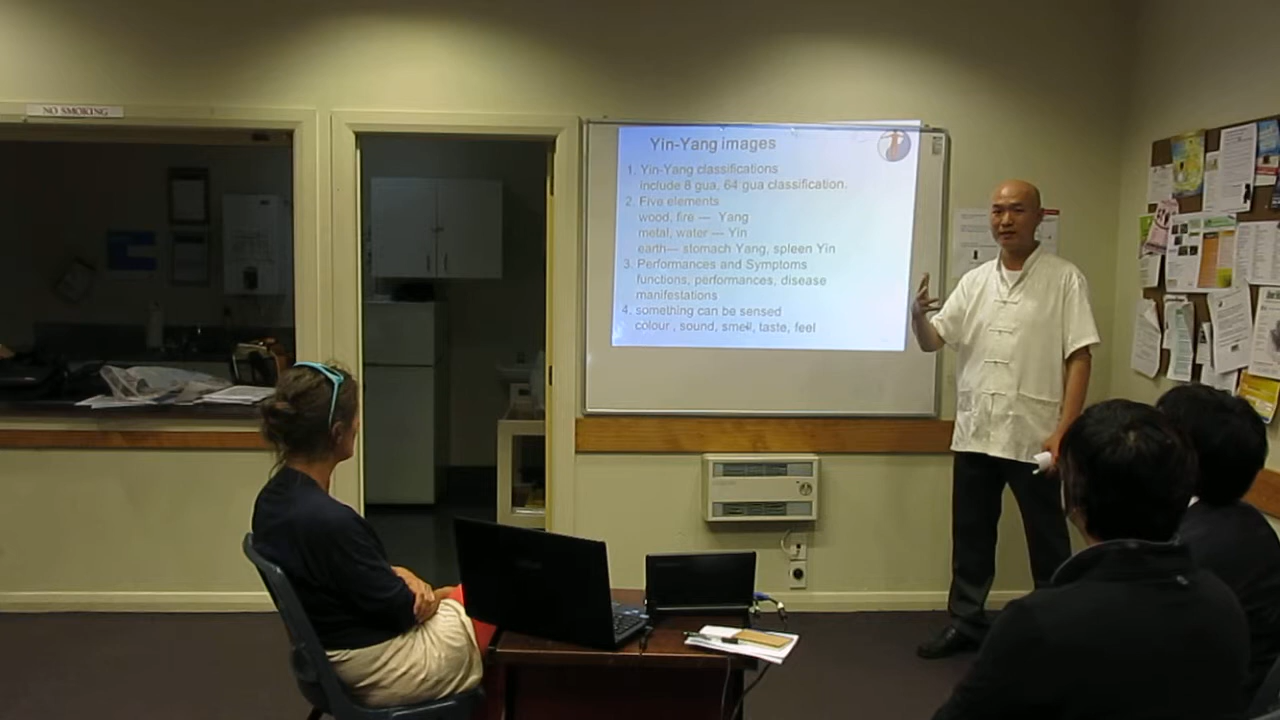 NO SMOKING
Yin-Yang images
1. Yin-Yang classifications
include 8 gua, 64 gua classification.
2. Five elements
wood, fire — Yang
metal, water --- Yin
earth— stomach Yang, spleen Yin
3. Performances and Symptoms
functions, performances, disease
manifestations
4. something can be sensed
colour , sound, smell, taste, feel